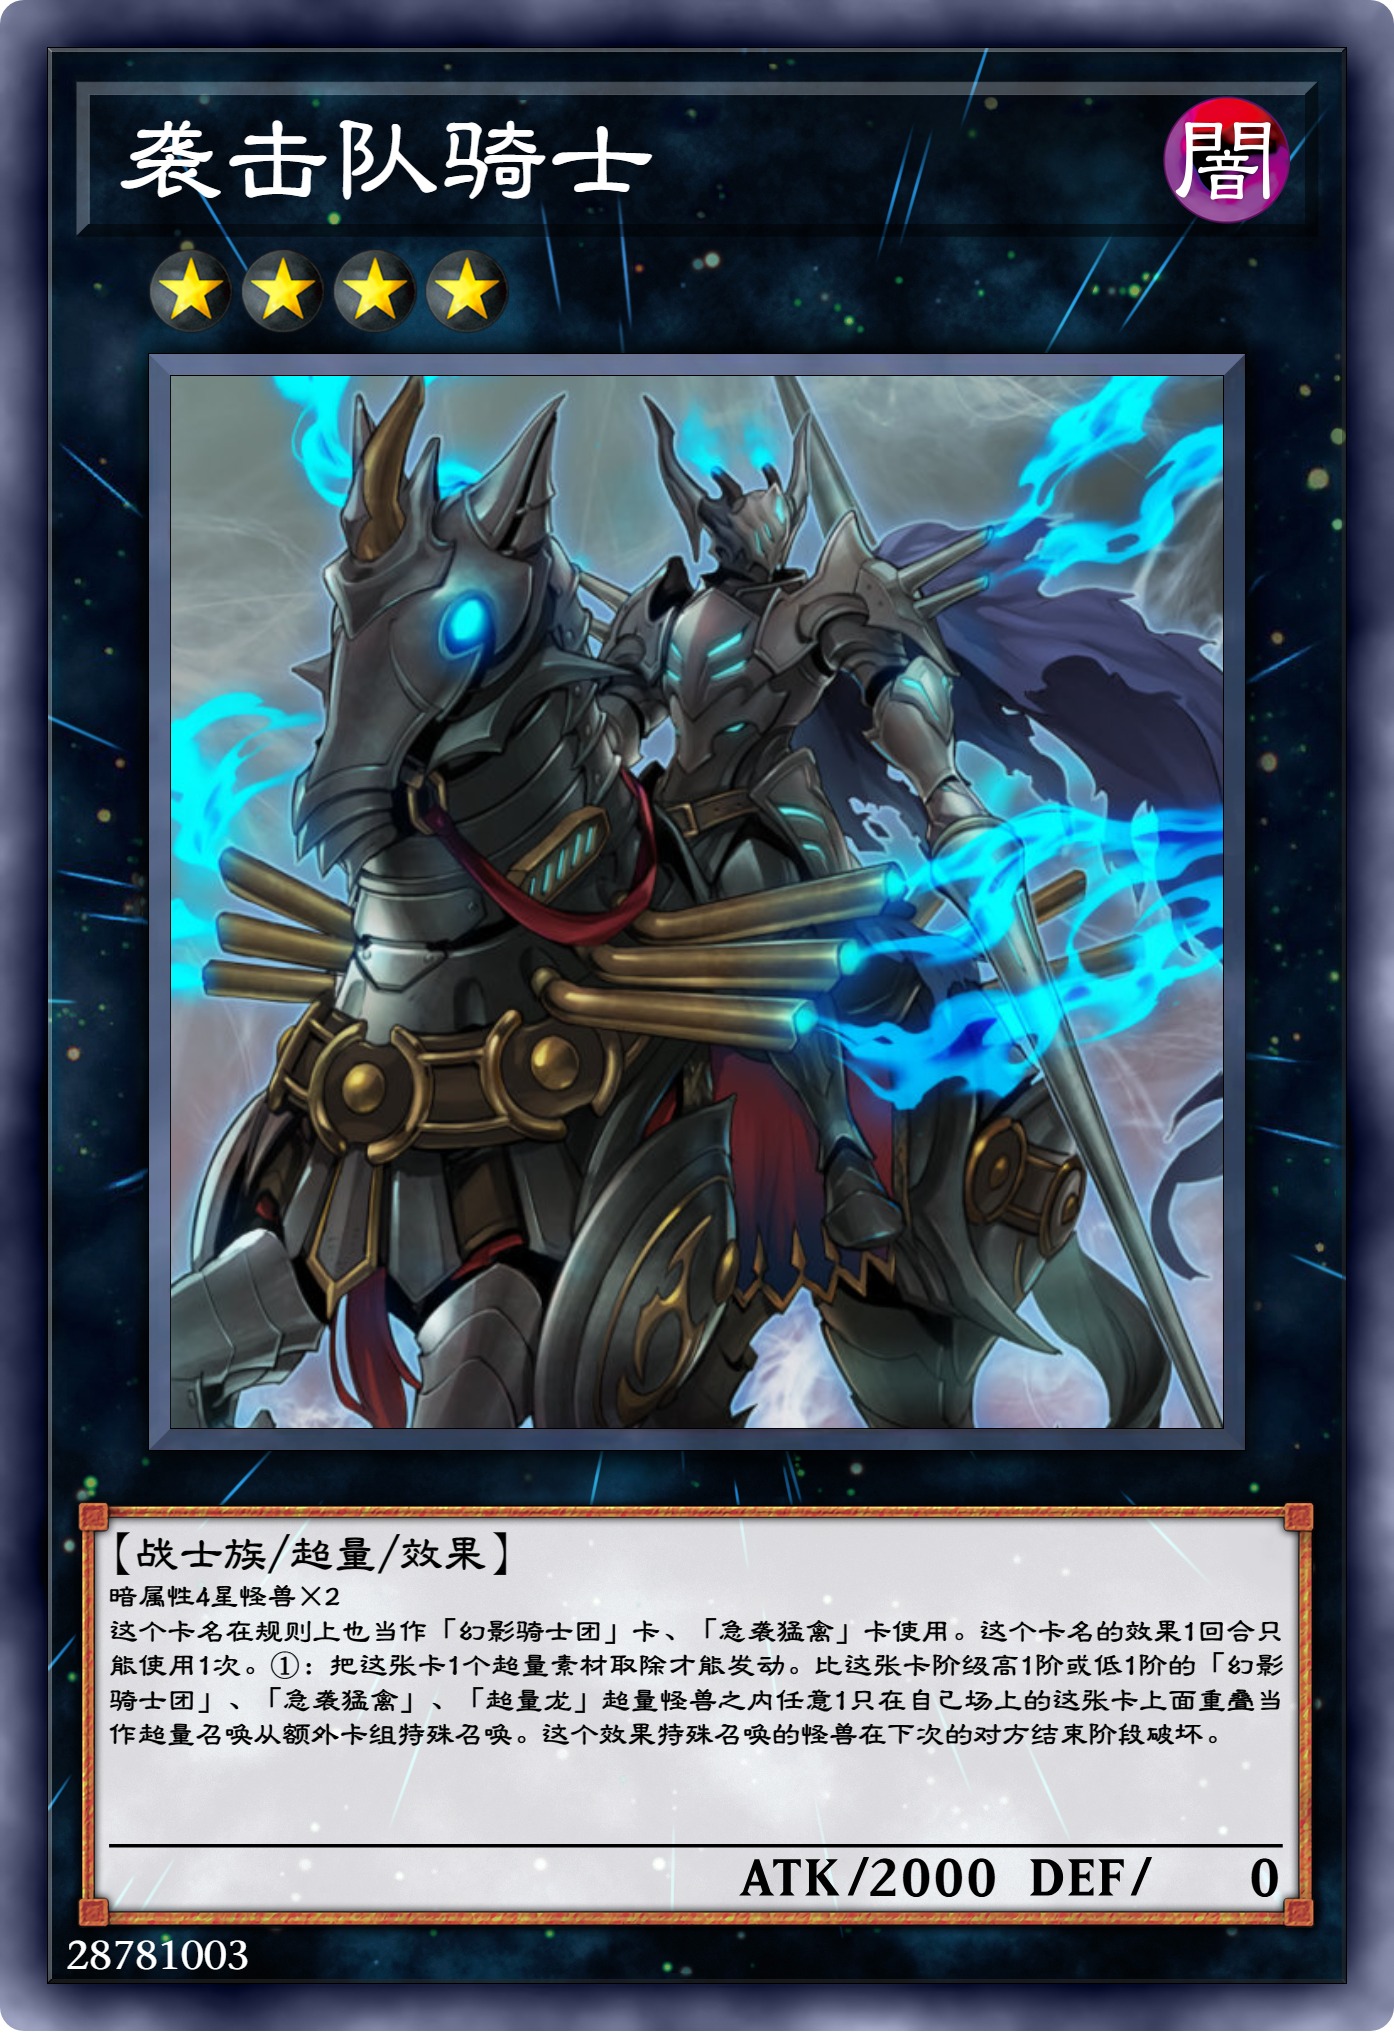 袭击队骑士
闇
【战士族/超量/效果】
暗属性4星怪兽×2
这个卡名在规则上也当作「幻影骑士团」卡、「急袭猛禽」卡使用。这个卡名的效果1回合只
能使用1次。①：把这张卡1个超量素材取除才能发动。比这张卡阶级高1阶或低1阶的「幻影
骑士团」、「急袭猛禽」、「超量龙」超量怪兽之内任意1只在自己场上的这张卡上面重叠当
作超量召唤从额外卡组特殊召唤。这个效果特殊召唤的怪兽在下次的对方结束阶段破坏。
ATK/2000 DEF/ 0
28781003